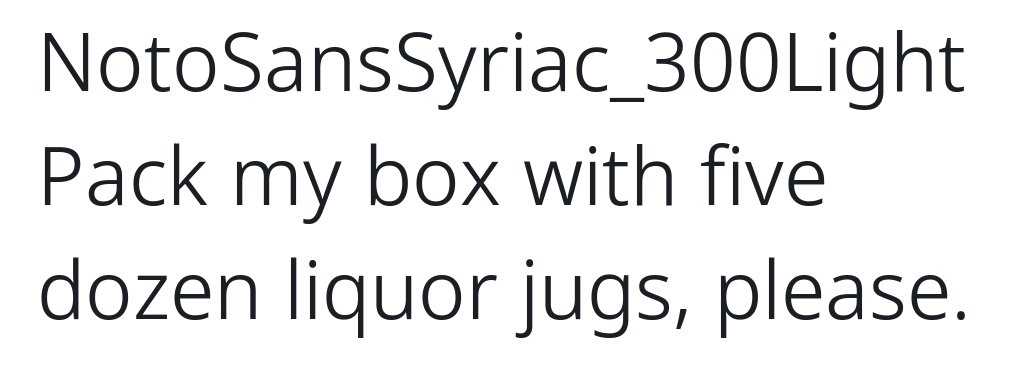 NotoSansSyriac_300Light
Pack my box with five
dozen liquor jugs, please.